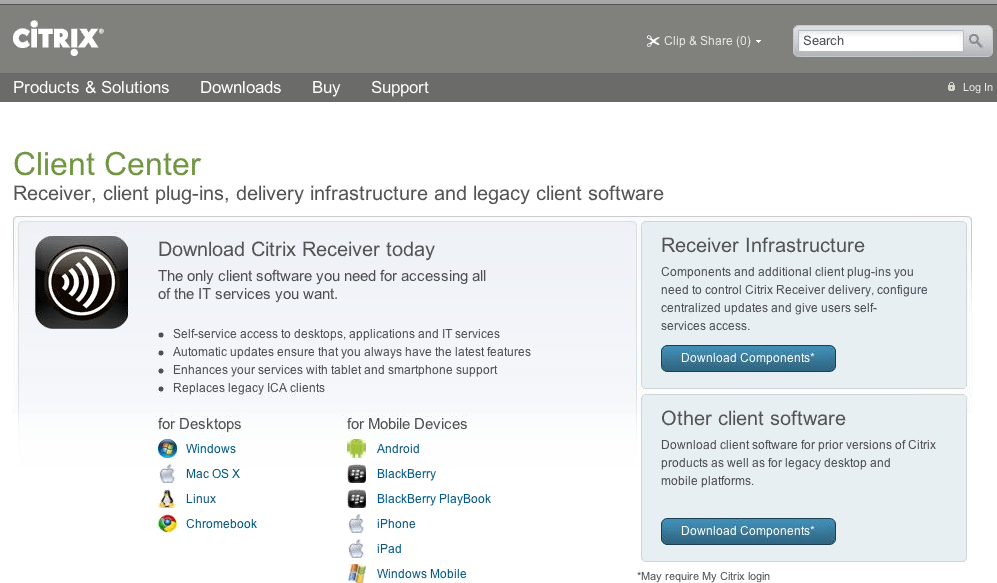 CITRIX®
Clip & Share (0)
Search
Products & Solutions
Downloads
Buy
Support
Log In
Client Center
Receiver, client plug-ins, delivery infrastructure and legacy client software
Download Citrix Receiver today
The only client software you need for accessing all
of the IT services you want.
Self-service access to desktops, applications and IT services
Automatic updates ensure that you always have the latest features
Enhances your services with tablet and smartphone support
Replaces legacy ICA clients
for Desktops
Windows
Mac OS X
Linux
Chromebook
for Mobile Devices
Android
BlackBerry
BlackBerry PlayBook
iPhone
iPad
Windows Mobile
Receiver Infrastructure
Components and additional client plug-ins you
need to control Citrix Receiver delivery, configure
centralized updates and give users self-
services access.
Download Components*
Other client software
Download client software for prior versions of Citrix
products as well as for legacy desktop and
mobile platforms.
Download Components*
*May require My Citrix login